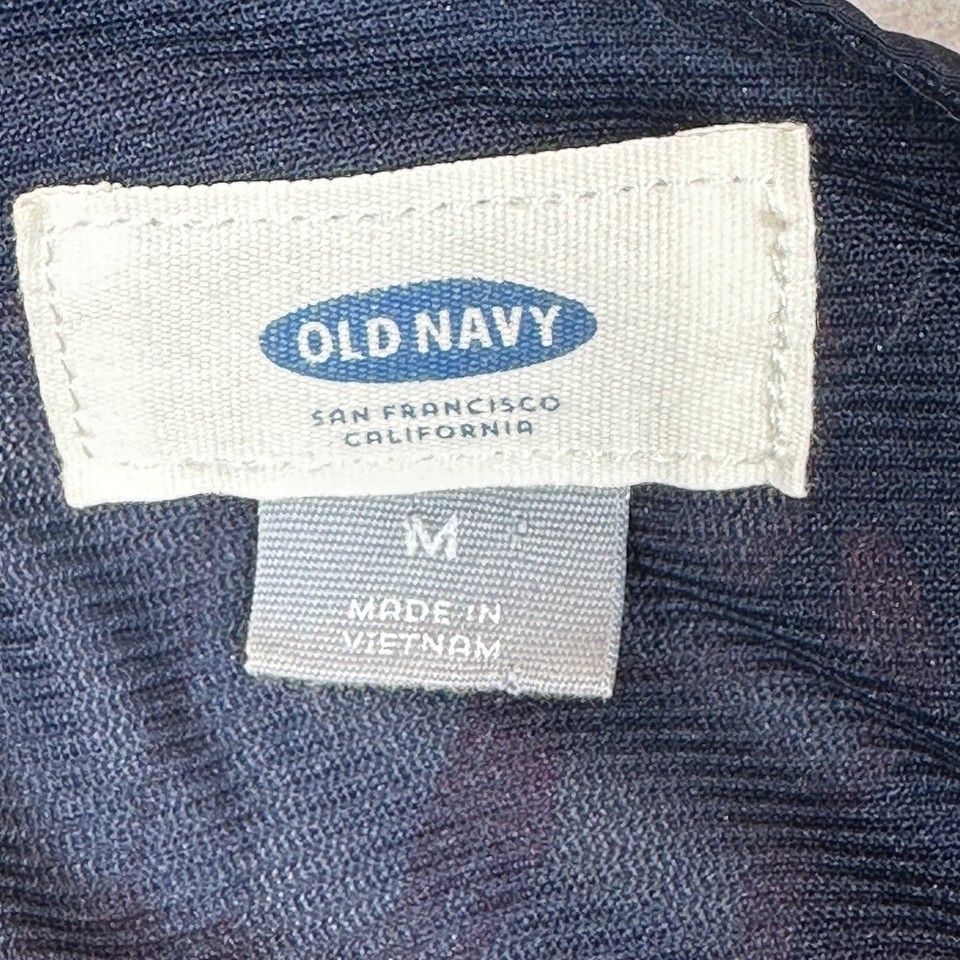 OLD NAVY
SAN FRANCISCO
CALIFORNIA
M
MADE IN
VIETNAM